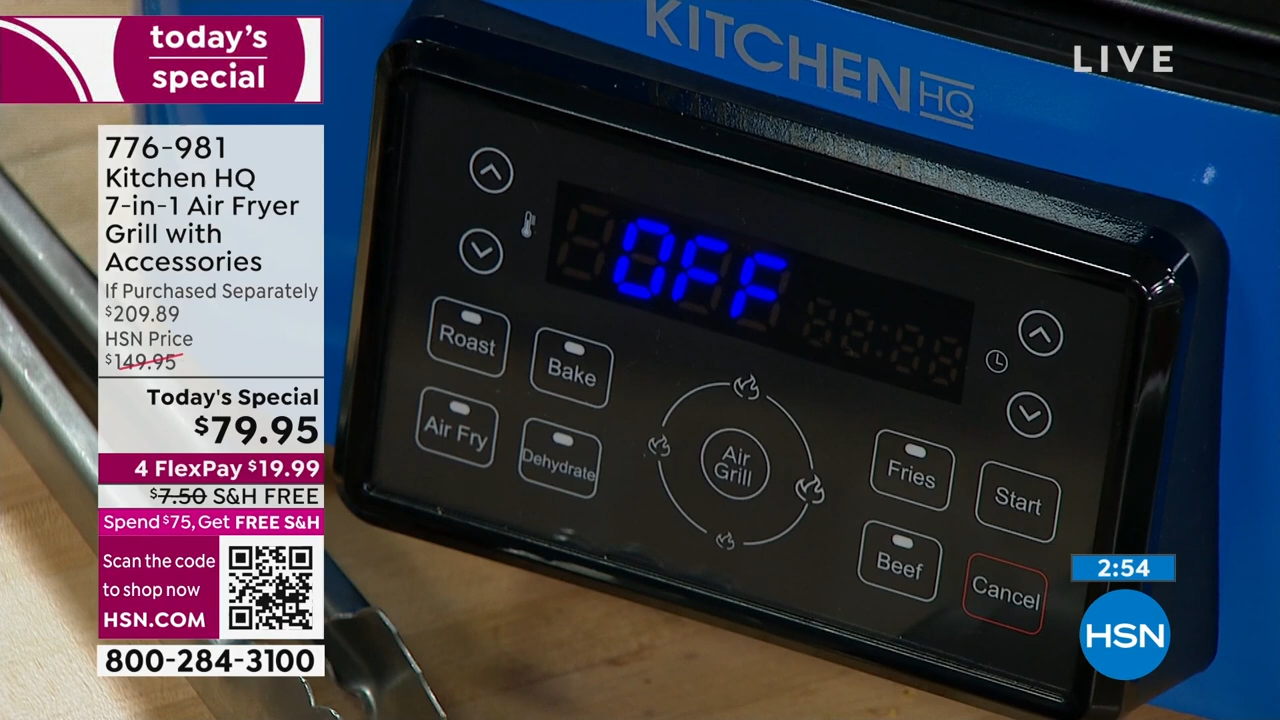 today's
special
776-981
Kitchen HQ
7-in-1 Air Fryer
Grill with
Accessories
If Purchased Separately
$209.89
HSN Price
$149.95
Today's Special
$79.95
4 FlexPay $19.99
$7.50 S&H FREE
Spend $75, Get FREE S&H
Scan the code
to shop now
HSN.COM
800-284-3100
KITCHEN HQ
LIVE
OFF
Roast
Bake
Air Fry
Dehydrate
Air
Grill
Fries
Start
Beef
Cancel
2:54
HSN